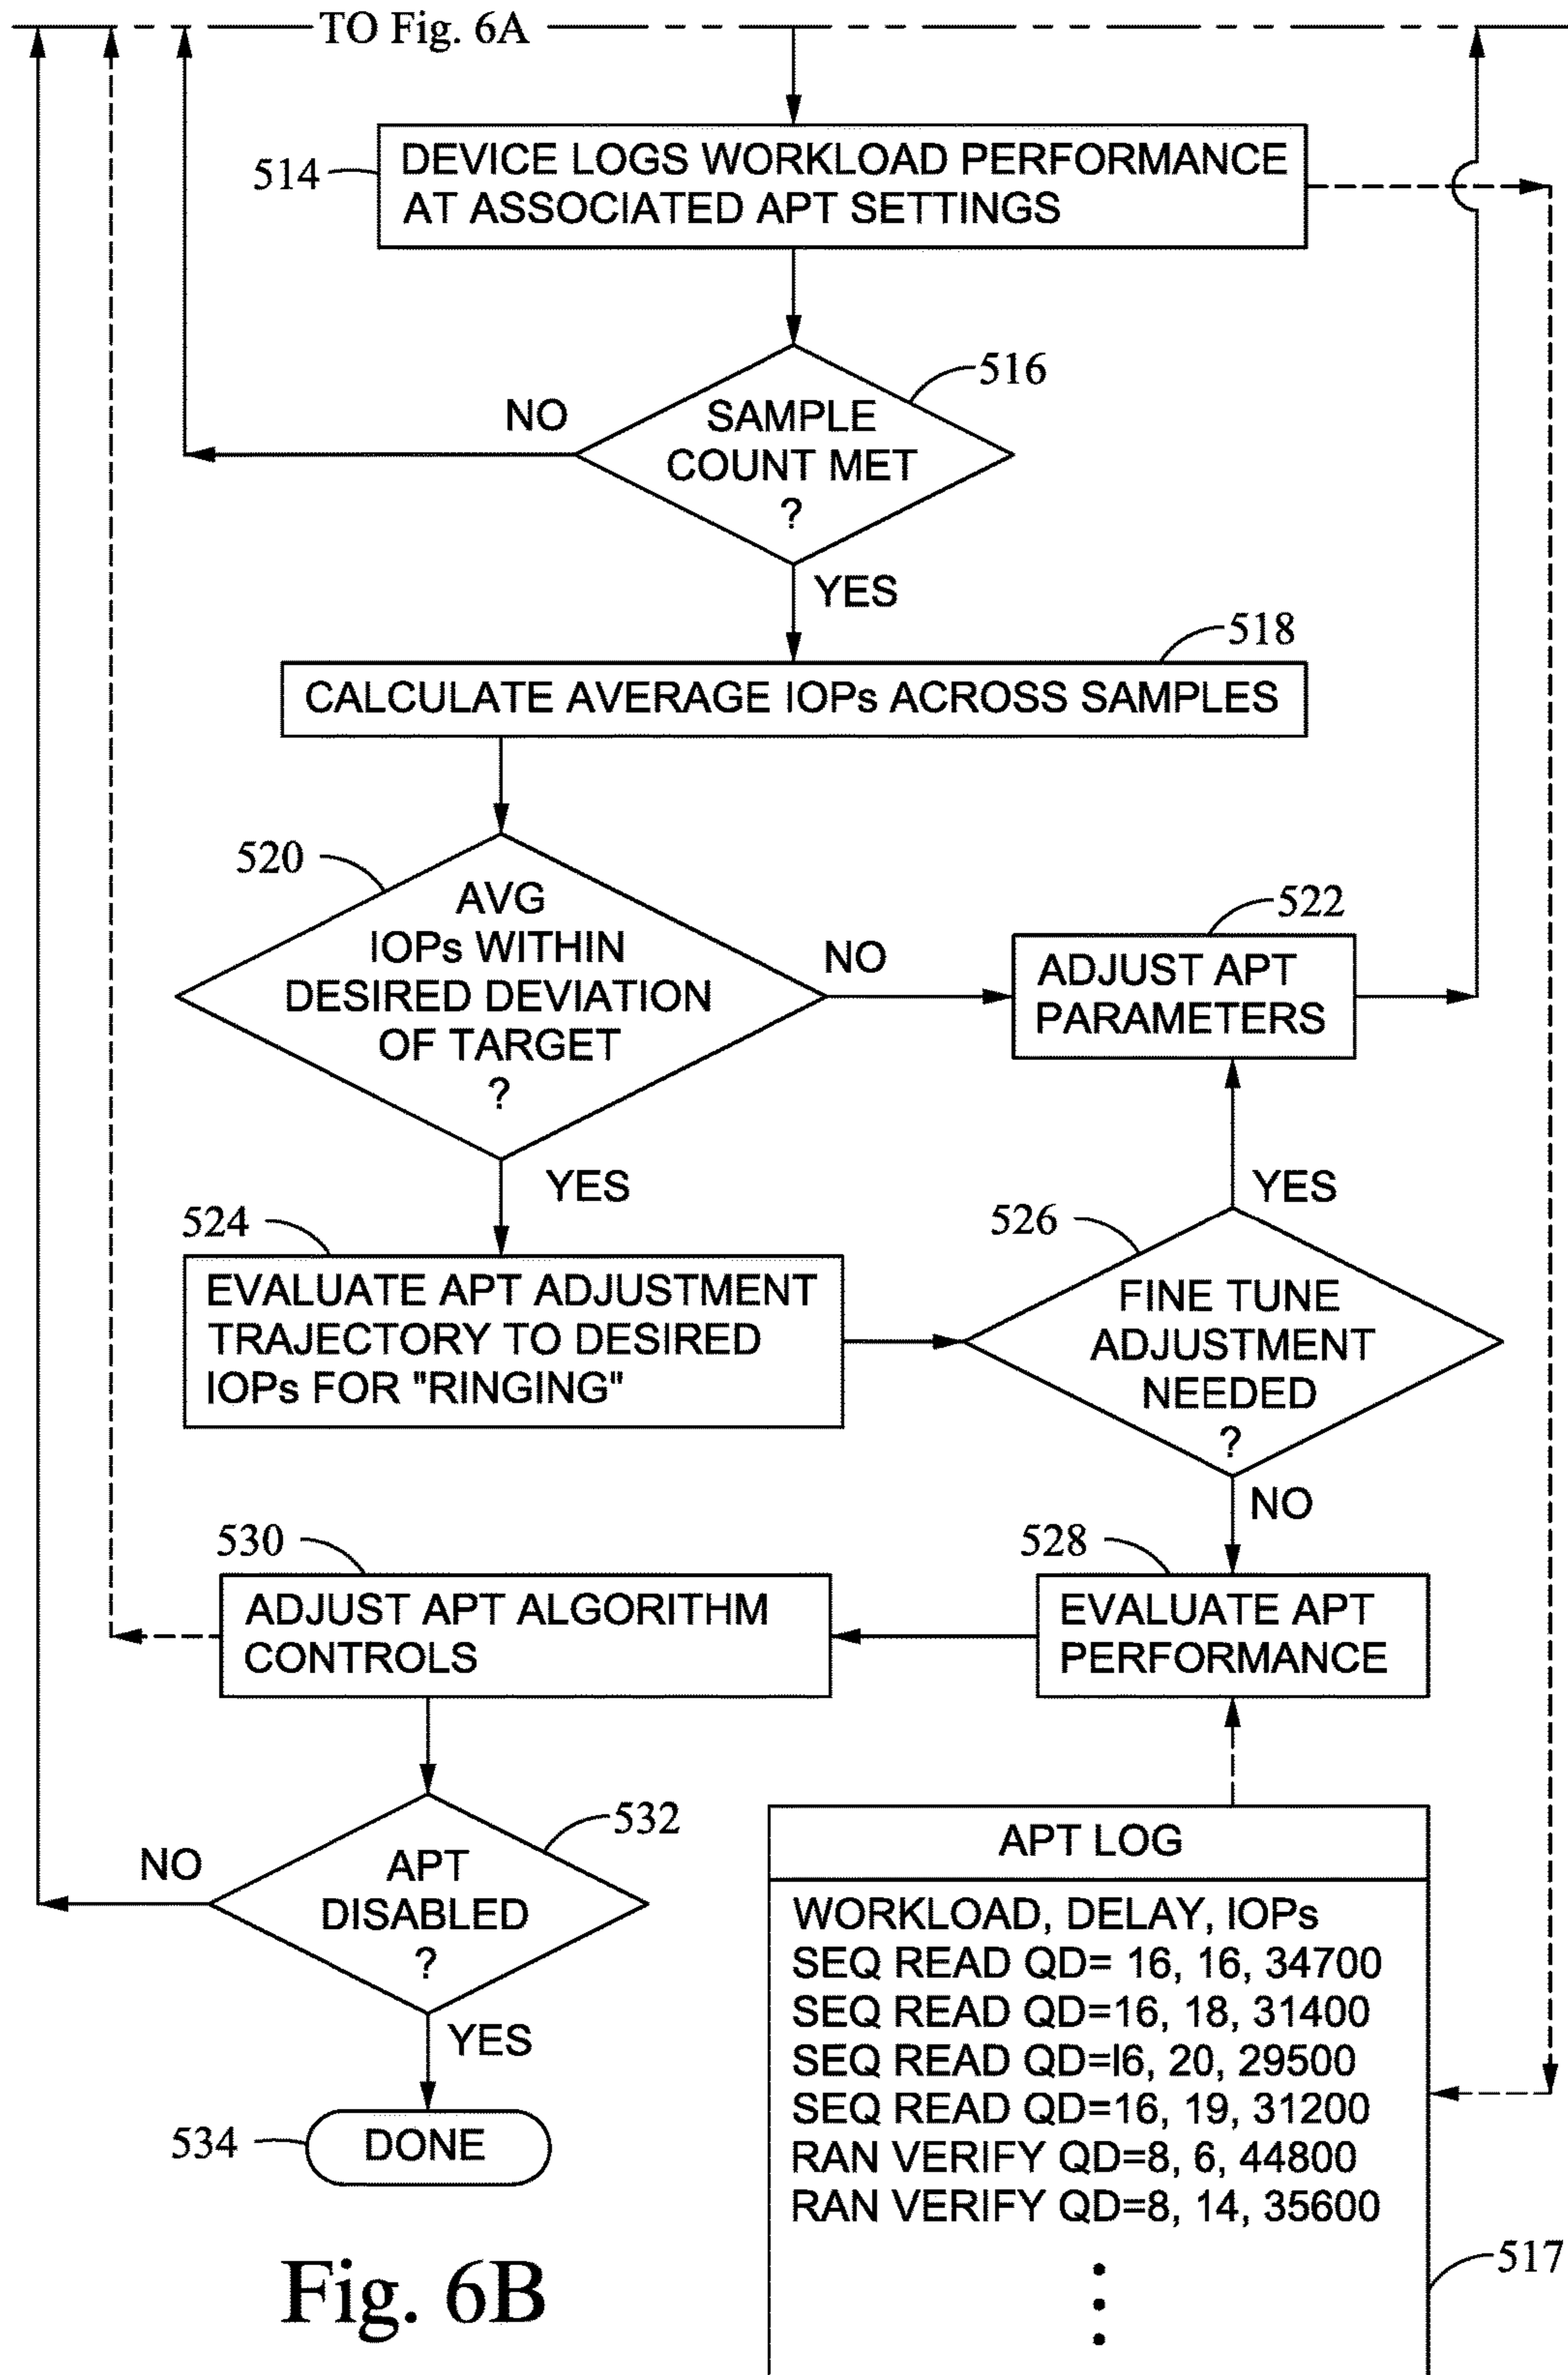 TO Fig. 6A
514
DEVICE LOGS WORKLOAD PERFORMANCE
AT ASSOCIATED APT SETTINGS
516
NO
SAMPLE
COUNT MET
?
YES
518
CALCULATE AVERAGE IOPs ACROSS SAMPLES
520
AVG
IOPs WITHIN
DESIRED DEVIATION
OF TARGET
?
NO
522
ADJUST APT
PARAMETERS
YES
YES
524
EVALUATE APT ADJUSTMENT
TRAJECTORY TO DESIRED
IOPs FOR "RINGING"
526
FINE TUNE
ADJUSTMENT
NEEDED
?
NO
530
ADJUST APT ALGORITHM
CONTROLS
528
EVALUATE APT
PERFORMANCE
532
NO
APT
DISABLED
?
YES
534
DONE
APT LOG
WORKLOAD, DELAY, IOPs
SEQ READ QD= 16, 16, 34700
SEQ READ QD=16, 18, 31400
SEQ READ QD=l6, 20, 29500
SEQ READ QD=16, 19, 31200
RAN VERIFY QD=8, 6, 44800
RAN VERIFY QD=8, 14, 35600
517
Fig. 6B